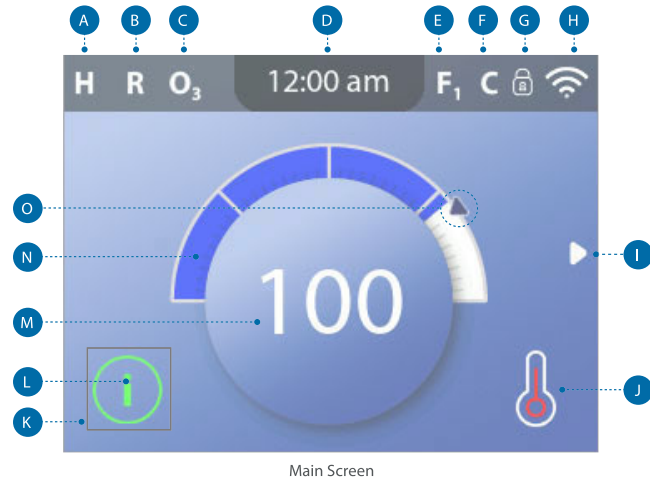 A B C D E F G H
H R O₃ 12:00 am F₁ C
O
N
I
100
M
L i
J
K
Main Screen